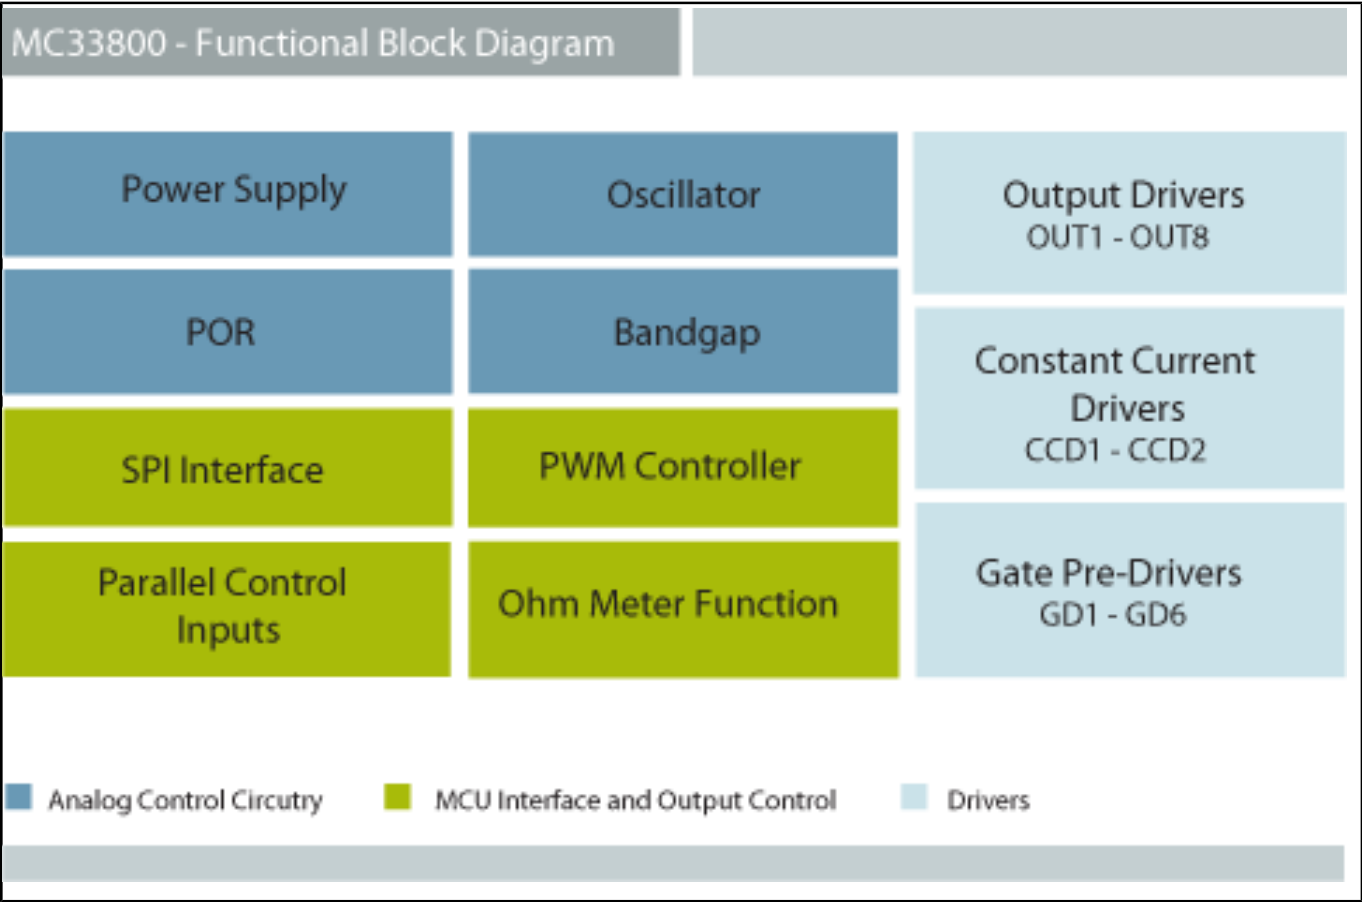 MC33800 - Functional Block Diagram
Power Supply
Oscillator
Output Drivers
OUT1 - OUT8
POR
Bandgap
Constant Current
Drivers
CCD1 - CCD2
SPI Interface
PWM Controller
Parallel Control
Inputs
Ohm Meter Function
Gate Pre-Drivers
GD1 - GD6
Analog Control Circutry
MCU Interface and Output Control
Drivers